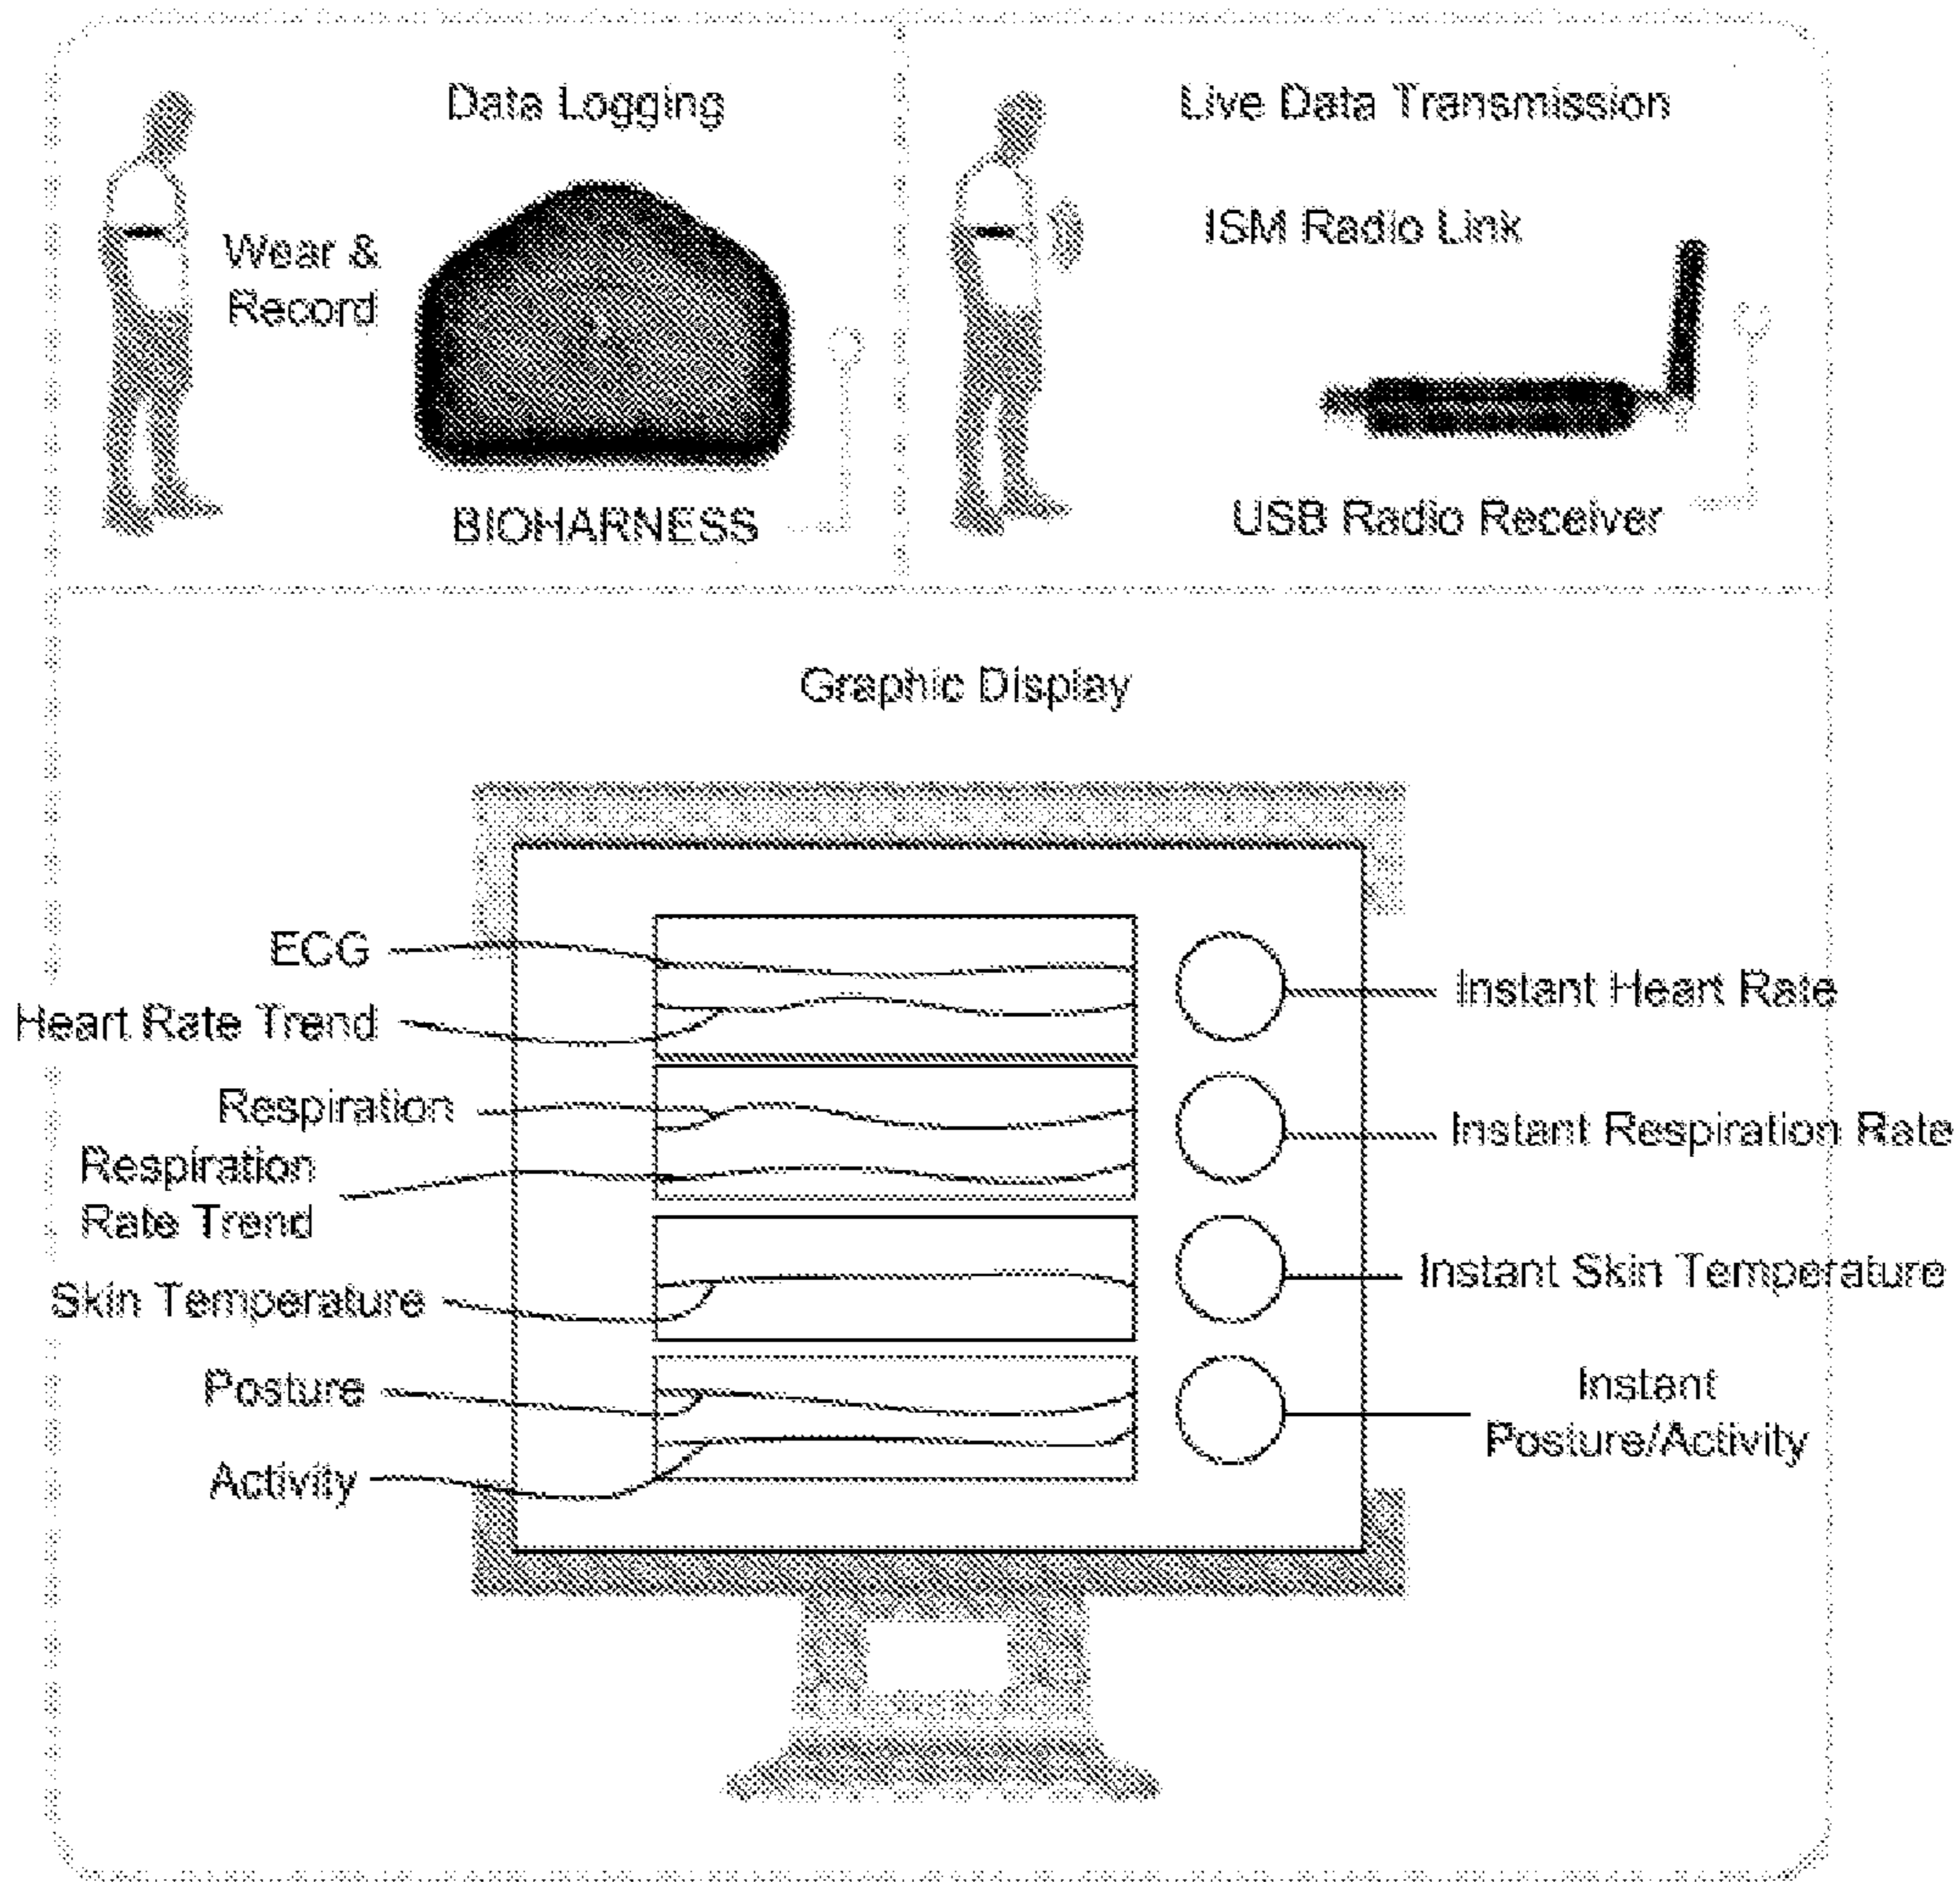 Data Logging
Wear &
Record
BIOHARNESS
Live Data Transmission
ISM Radio Link
USB Radio Receiver
Graphic Display
ECG
Heart Rate Trend
Respiration
Respiration
Rate Trend
Skin Temperature
Posture
Activity
Instant Heart Rate
Instant Respiration Rate
Instant Skin Temperature
Instant
Posture/Activity